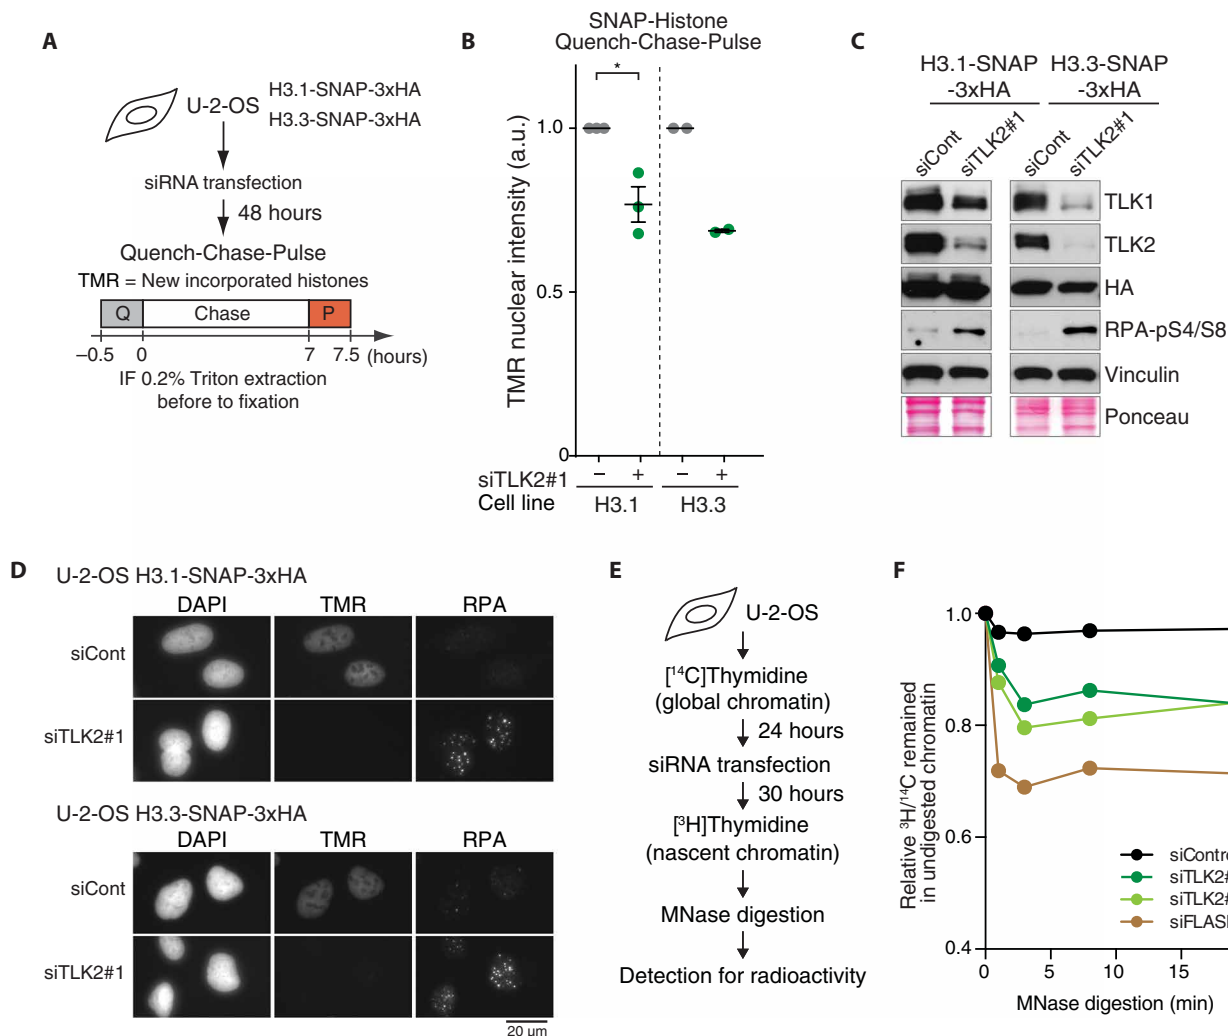 A
U-2-OS
H3.1-SNAP-3xHA
H3.3-SNAP-3xHA
siRNA transfection
48 hours
Quench-Chase-Pulse
TMR = New incorporated histones
Q
Chase
P
–0.5
0
7
7.5
(hours)
IF 0.2% Triton extraction
before to fixation
B
SNAP-Histone
Quench-Chase-Pulse
*
TMR nuclear intensity (a.u.)
1.0
0.5
0
siTLK2#1
–
+
–
+
Cell line
H3.1
H3.3
C
H3.1-SNAP
-3xHA
H3.3-SNAP
-3xHA
siCont
siTLK2#1
siCont
siTLK2#1
TLK1
TLK2
HA
RPA-pS4/S8
Vinculin
Ponceau
D
U-2-OS H3.1-SNAP-3xHA
DAPI
TMR
RPA
siCont
siTLK2#1
U-2-OS H3.3-SNAP-3xHA
DAPI
TMR
RPA
siCont
siTLK2#1
20 µm
E
U-2-OS
[¹⁴C]Thymidine
(global chromatin)
24 hours
siRNA transfection
30 hours
[³H]Thymidine
(nascent chromatin)
MNase digestion
Detection for radioactivity
F
Relative ³H/¹⁴C remained
in undigested chromatin
1.0
0.8
0.6
0.4
0
5
10
15
MNase digestion (min)
siContro
siTLK2#
siTLK2#